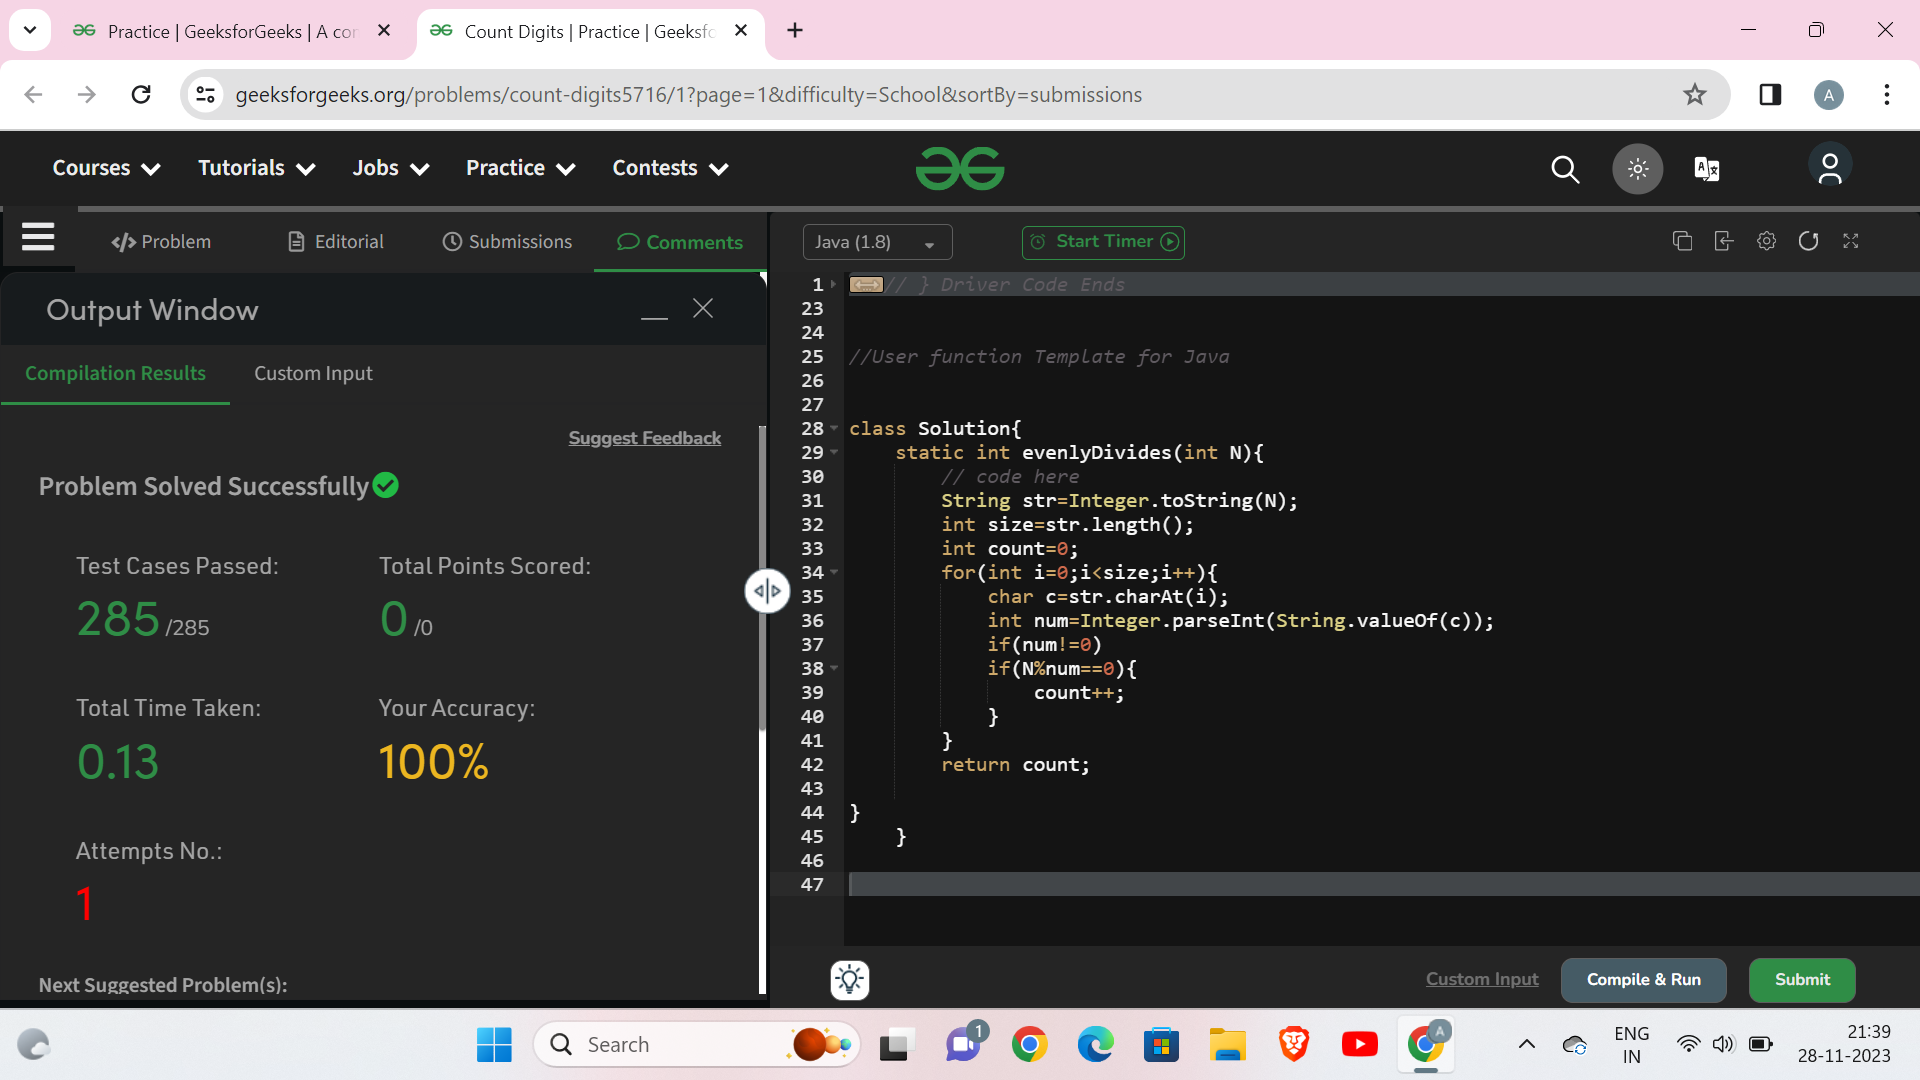 Practice | GeeksforGeeks | A cor
Count Digits | Practice | Geeksfc
geeksforgeeks.org/problems/count-digits5716/1?page=1&difficulty=School&sortBy=submissions
A
Courses
Tutorials
Jobs
Practice
Contests
Problem
Editorial
Submissions
Comments
Output Window
Compilation Results
Custom Input
Suggest Feedback
Problem Solved Successfully
Test Cases Passed:
285 /285
Total Points Scored:
0 /0
Total Time Taken:
0.13
Your Accuracy:
100%
Attempts No.:
1
Next Suggested Problem(s):
Java (1.8)
Start Timer
1 // } Driver Code Ends
23
24
25 //User function Template for Java
26
27
28 class Solution{
29 static int evenlyDivides(int N){
30 // code here
31 String str=Integer.toString(N);
32 int size=str.length();
33 int count=0;
34 for(int i=0;i<size;i++){
35 char c=str.charAt(i);
36 int num=Integer.parseInt(String.valueOf(c));
37 if(num!=0)
38 if(N%num==0){
39 count++;
40 }
41 }
42 return count;
43
44 }
45 }
46
47
Custom Input
Compile & Run
Submit
Search
1
A
ENG
IN
21:39
28-11-2023